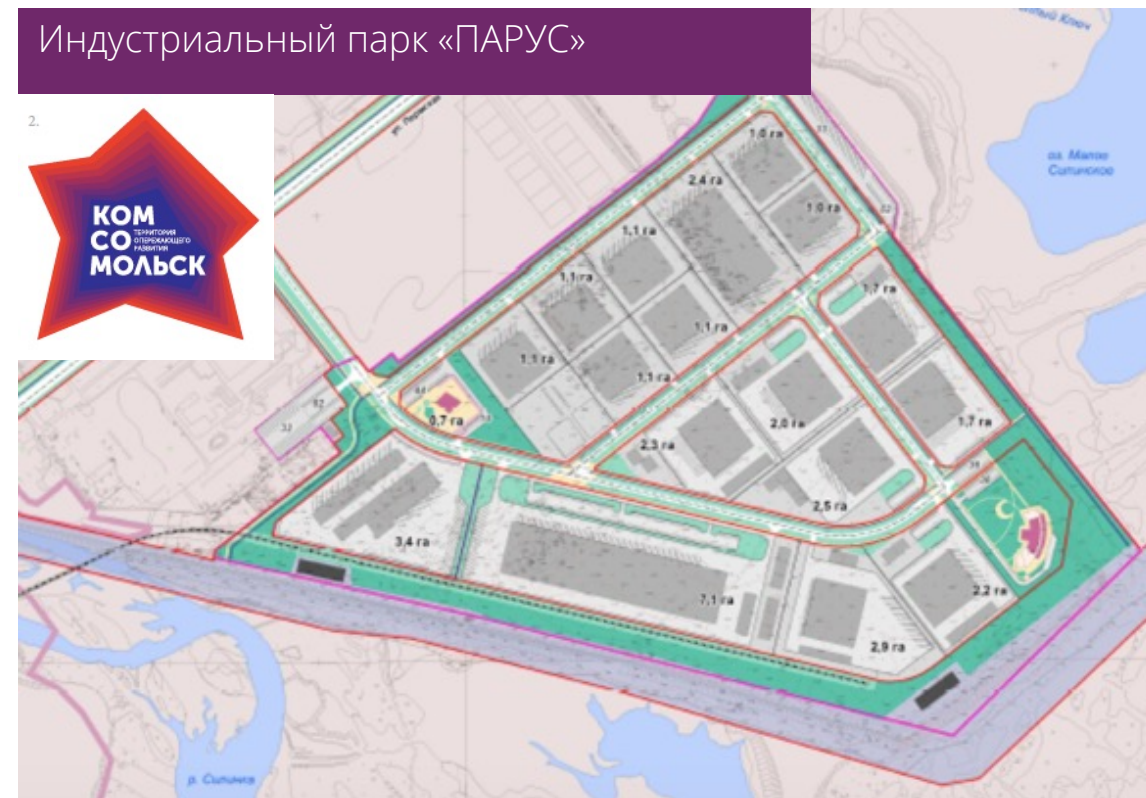 Индустриальный парк «ПАРУС»
2.
КОМ
СО
ТЕРРИТОРИЯ
ОПЕРЕЖАЮЩЕГО
РАЗВИТИЯ
МОЛЬСК
Ключ
оз. Малое
Силинское
1,0 га
2,4 га
1,0 га
1,1 га
1,1 га
1,7 га
1,1 га
1,1 га
1,1 га
0,7 га
2,3 га
2,0 га
1,7 га
2,5 га
3,4 га
7,1 га
2,2 га
2,9 га
р. Силинка